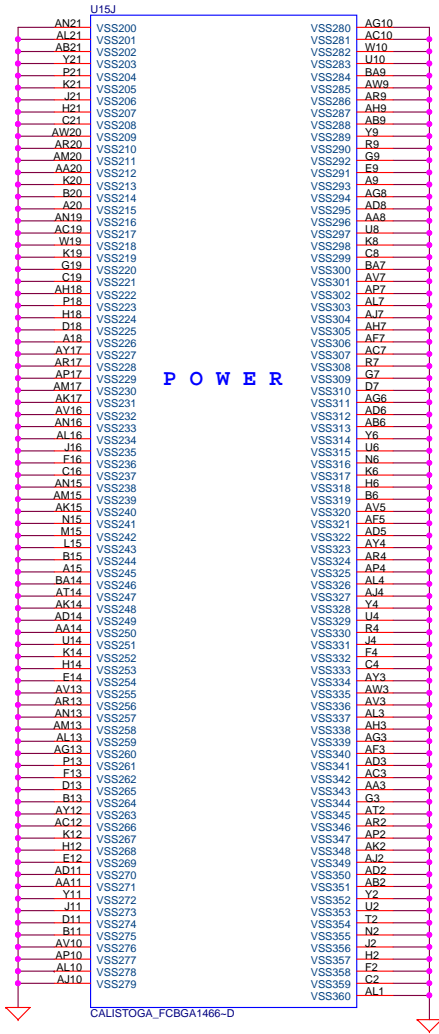 U15J
AN21 VSS200 VSS280 AG10
AL21 VSS201 VSS281 AC10
AB21 VSS202 VSS282 W10
Y21 VSS203 VSS283 U10
P21 VSS204 VSS284 BA9
K21 VSS205 VSS285 AW9
J21 VSS206 VSS286 AR9
H21 VSS207 VSS287 AH9
C21 VSS208 VSS288 AB9
AW20 VSS209 VSS289 Y9
AR20 VSS210 VSS290 R9
AM20 VSS211 VSS292 G9
AA20 VSS212 VSS291 E9
K20 VSS213 VSS293 A9
B20 VSS214 VSS294 AG8
A20 VSS215 VSS295 AD8
AN19 VSS216 VSS296 AA8
AC19 VSS217 VSS297 U8
W19 VSS218 VSS298 K8
K19 VSS219 VSS299 C8
G19 VSS220 VSS300 BA7
C19 VSS221 VSS301 AV7
AH18 VSS222 VSS302 AP7
P18 VSS223 VSS303 AL7
H18 VSS224 VSS304 AJ7
D18 VSS225 VSS305 AH7
A18 VSS226 VSS306 AF7
AY17 VSS227 VSS307 AC7
AR17 VSS228 VSS308 R7
AP17 VSS229 VSS309 G7
P O W E R
AM17 VSS230 VSS310 D7
AK17 VSS231 VSS311 AG6
AV16 VSS232 VSS312 AD6
AN16 VSS233 VSS313 AB6
AL16 VSS234 VSS314 Y6
J16 VSS235 VSS315 U6
F16 VSS236 VSS316 N6
C16 VSS237 VSS317 K6
AN15 VSS238 VSS318 H6
AM15 VSS239 VSS319 B6
AK15 VSS240 VSS320 AV5
N15 VSS241 VSS321 AF5
M15 VSS242 VSS322 AD5
L15 VSS243 VSS323 AY4
B15 VSS244 VSS324 AR4
A15 VSS245 VSS325 AP4
BA14 VSS246 VSS326 AL4
AT14 VSS247 VSS327 AJ4
AK14 VSS248 VSS328 Y4
AD14 VSS249 VSS329 U4
AA14 VSS250 VSS330 R4
U14 VSS251 VSS331 J4
K14 VSS252 VSS332 F4
H14 VSS253 VSS333 C4
E14 VSS254 VSS334 AY3
AV13 VSS255 VSS335 AW3
AR13 VSS256 VSS336 AV3
AN13 VSS257 VSS337 AL3
AM13 VSS258 VSS338 AH3
AL13 VSS259 VSS339 AG3
AG13 VSS260 VSS340 AF3
P13 VSS261 VSS341 AD3
F13 VSS262 VSS342 AC3
D13 VSS265 VSS343 AA3
B13 VSS264 VSS344 G3
AY12 VSS263 VSS345 AT2
AC12 VSS266 VSS346 AR2
K12 VSS267 VSS347 AP2
H12 VSS268 VSS348 AK2
E12 VSS269 VSS349 AJ2
AD11 VSS270 VSS350 AD2
AA11 VSS271 VSS351 AB2
Y11 VSS272 VSS352 Y2
J11 VSS273 VSS353 U2
D11 VSS274 VSS354 T2
B11 VSS275 VSS355 N2
AV10 VSS276 VSS356 J2
AP10 VSS277 VSS357 H2
AL10 VSS278 VSS358 F2
AJ10 VSS279 VSS359 C2
VSS360 AL1
CALISTOGA_FCBGA1466~D